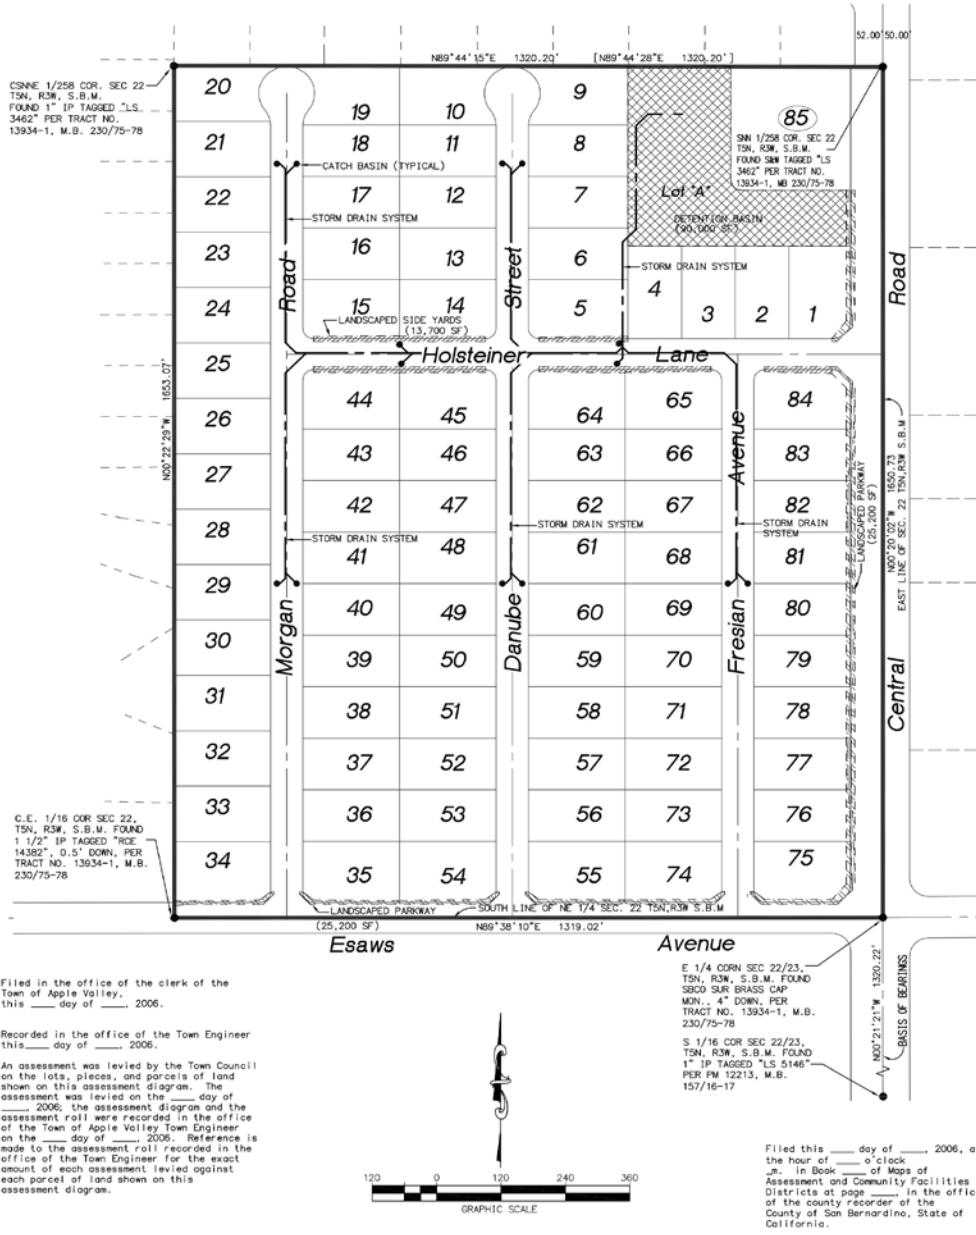 52.00'50.00'
N89°44'15"E 1320.20' [N89°44'28"E 1320.20']
CSNNE 1/258 COR. SEC 22
T5N, R3W, S.B.M.
FOUND 1" IP TAGGED "LS
3462" PER TRACT NO.
13934-1, M.B. 230/75-78
20
19
10
9
85
SNN 1/258 COR. SEC 22
T5N, R3W, S.B.M.
FOUND S&W TAGGED "LS
3462" PER TRACT NO.
13934-1, MB 230/75-78
21
18
11
8
CATCH BASIN (TYPICAL)
22
17
12
7
Lot "A"
STORM DRAIN SYSTEM
DETENTION BASIN
(90,000 SF)
23
16
13
6
STORM DRAIN SYSTEM
Road
Street
Road
24
15
14
5
4
3
2
1
LANDSCAPED SIDE YARDS
(13,700 SF)
Holsteiner Lane
25
N00°22'29"W 1653.07'
26
44
45
64
65
84
Avenue
27
43
46
63
66
83
28
42
47
62
67
82
STORM DRAIN SYSTEM
STORM DRAIN SYSTEM
STORM DRAIN
SYSTEM
41
48
61
68
81
LANDSCAPED PARKWAY
(25,200 SF)
N00°20'02"W 1650.73
EAST LINE OF SEC. 22 T5N,R3W S.B.M
29
40
49
60
69
80
Morgan
Danube
Fresian
Central
30
39
50
59
70
79
31
38
51
58
71
78
32
37
52
57
72
77
33
36
53
56
73
76
34
35
54
55
74
75
C.E. 1/16 COR SEC 22,
T5N, R3W, S.B.M. FOUND
1 1/2" IP TAGGED "RCE
14382", 0.5' DOWN, PER
TRACT NO. 13934-1, M.B.
230/75-78
LANDSCAPED PARKWAY
(25,200 SF)
SOUTH LINE OF NE 1/4 SEC. 22 T5N,R3W S.B.M
N89°38'10"E 1319.02'
Esaws Avenue
E 1/4 CORN SEC 22/23,
T5N, R3W, S.B.M. FOUND
SBCO SUR BRASS CAP
MON., 4" DOWN, PER
TRACT NO. 13934-1, M.B.
230/75-78
S 1/16 COR SEC 22/23,
T5N, R3W, S.B.M. FOUND
1" IP TAGGED "LS 5146"
PER PM 12213, M.B.
157/16-17
N00°21'21"W 1320.22'
BASIS OF BEARINGS
Filed in the office of the clerk of the
Town of Apple Valley,
this ____ day of ____, 2006.
Recorded in the office of the Town Engineer
this____ day of ____, 2006.
An assessment was levied by the Town Council
on the lots, pieces, and parcels of land
shown on this assessment diagram. The
assessment was levied on the ____ day of
____, 2006; the assessment diagram and the
assessment roll were recorded in the office
of the Town of Apple Valley Town Engineer
on the ____ day of ____, 2006. Reference is
made to the assessment roll recorded in the
office of the Town Engineer for the exact
amount of each assessment levied against
each parcel of land shown on this
assessment diagram.
120 0 120 240 360
GRAPHIC SCALE
Filed this ____ day of ____, 2006, a
the hour of ____ o'clock
_m. in Book ____ of Maps of
Assessment and Community Facilities
Districts at page ____, in the offic
of the county recorder of the
County of San Bernardino, State of
California.